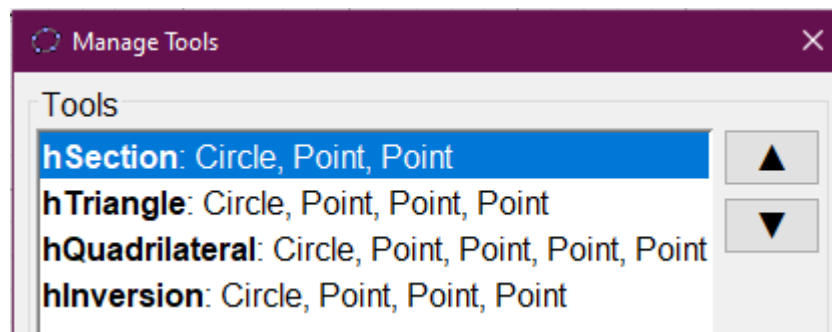 Manage Tools
Tools
hSection: Circle, Point, Point
hTriangle: Circle, Point, Point, Point
hQuadrilateral: Circle, Point, Point, Point, Point
hInversion: Circle, Point, Point, Point